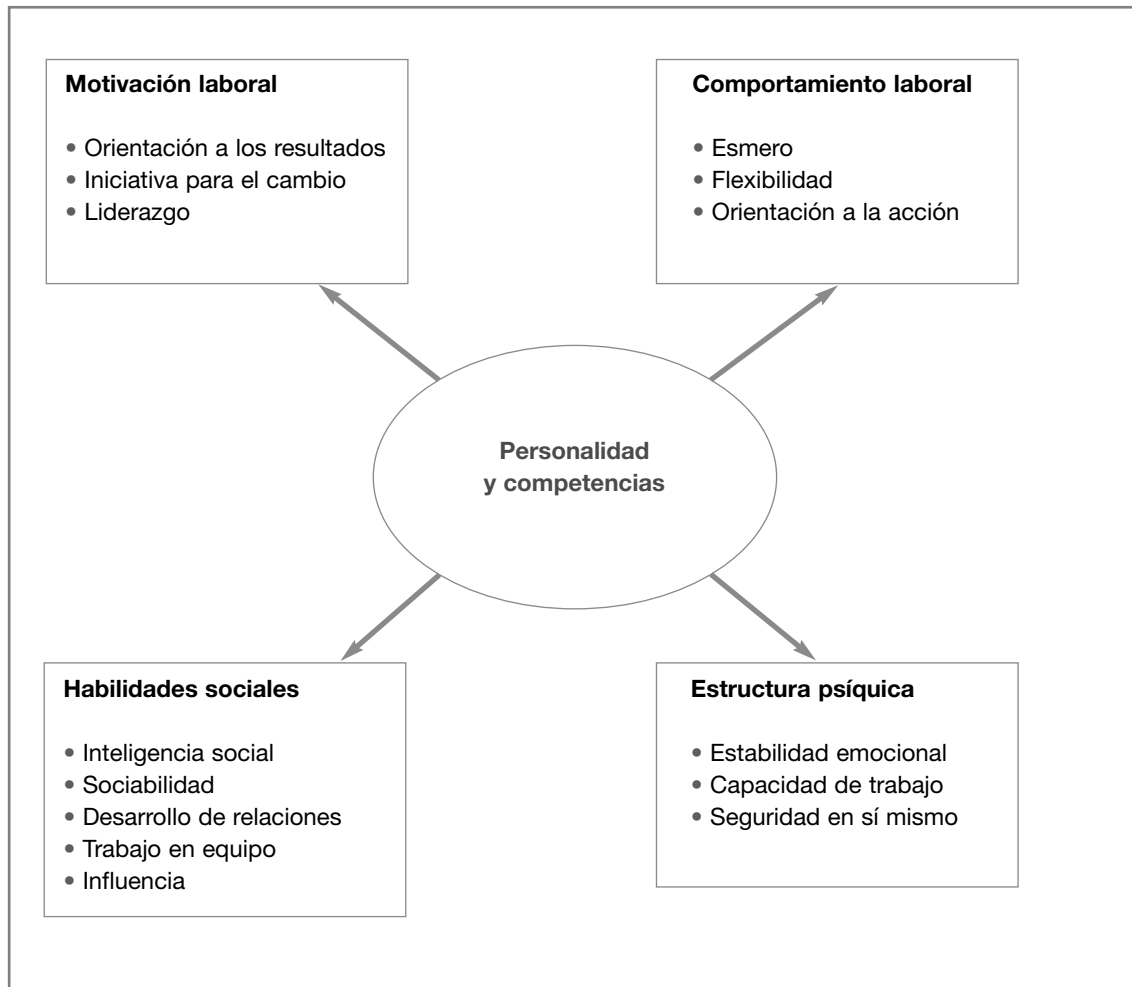 Motivación laboral
• Orientación a los resultados
• Iniciativa para el cambio
• Liderazgo
Comportamiento laboral
• Esmero
• Flexibilidad
• Orientación a la acción
Personalidad
y competencias
Habilidades sociales
• Inteligencia social
• Sociabilidad
• Desarrollo de relaciones
• Trabajo en equipo
• Influencia
Estructura psíquica
• Estabilidad emocional
• Capacidad de trabajo
• Seguridad en sí mismo